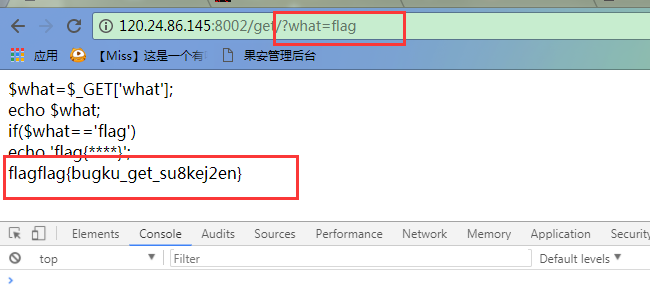 120.24.86.145:8002/get/?what=flag
应用 【Miss】这是一个有 果安管理后台
$what=$_GET['what'];
echo $what;
if($what=='flag')
echo 'flag{****}';
flagflag{bugku_get_su8kej2en}
Elements Console Audits Sources Performance Performance Memory Network Security
top Filter Default levels